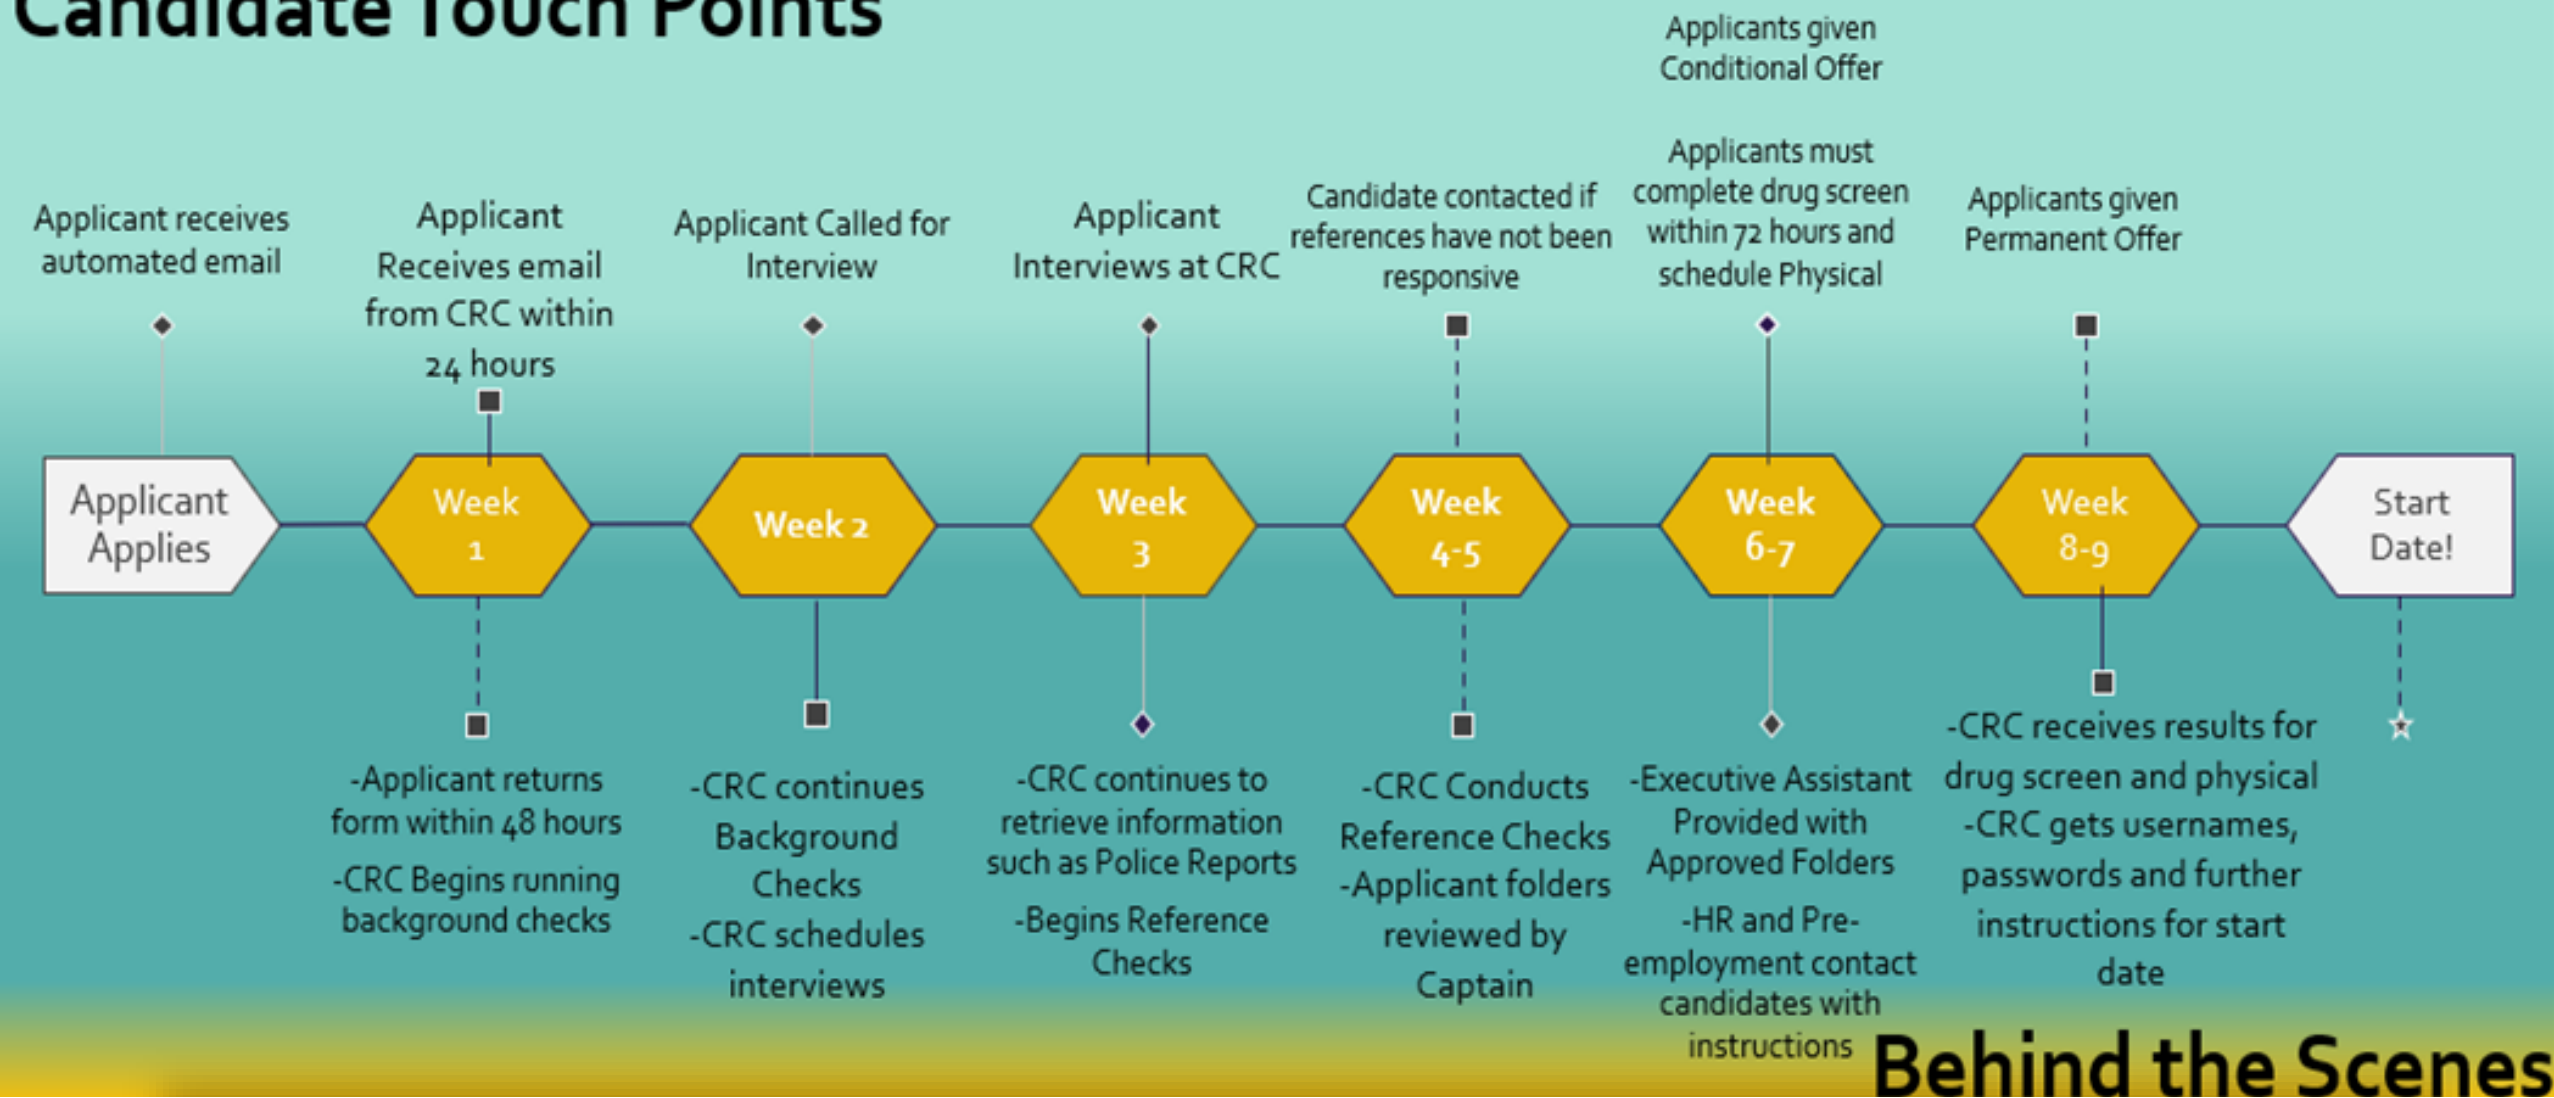 Candidate Touch Points
Applicant receives
automated email
Applicant
Receives email
from CRC within
24 hours
Applicant Called for
Interview
Applicant
Interviews at CRC
Candidate contacted if
references have not been
responsive
Applicants given
Conditional Offer
Applicants must
complete drug screen
within 72 hours and
schedule Physical
Applicants given
Permanent Offer
Applicant
Applies
Week
1
Week 2
Week
3
Week
4-5
Week
6-7
Week
8-9
Start
Date!
-Applicant returns
form within 48 hours
-CRC Begins running
background checks
-CRC continues
Background
Checks
-CRC schedules
interviews
-CRC continues to
retrieve information
such as Police Reports
-Begins Reference
Checks
-CRC Conducts
Reference Checks
-Applicant folders
reviewed by
Captain
-Executive Assistant
Provided with
Approved Folders
-HR and Pre-
employment contact
candidates with
instructions
-CRC receives results for
drug screen and physical
-CRC gets usernames,
passwords and further
instructions for start
date
Behind the Scenes